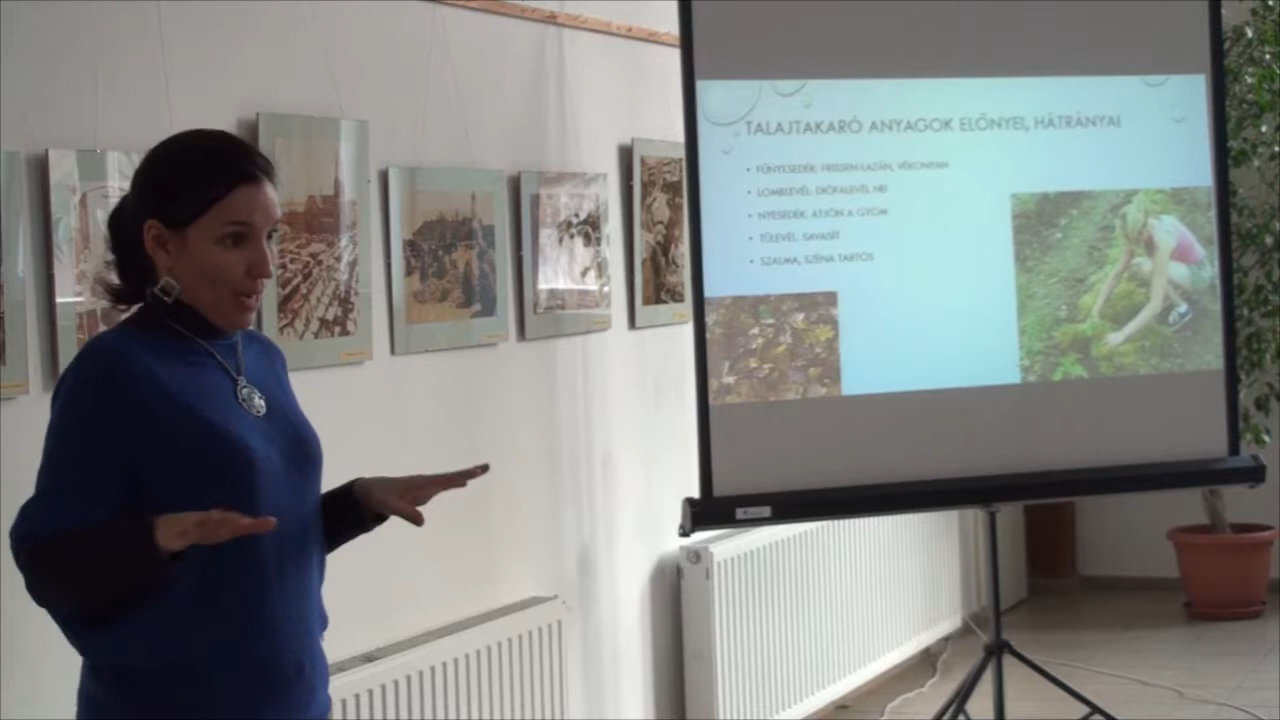 TALAJTAKARÓ ANYAGOK ELŐNYEI, HÁTRÁNYAI
• FŰNYESEDÉK: FRISSEN-LAZÁN, VÉKONYAN
• LOMBLEVÉL: DIÓFALEVÉL NE!
• NYESEDÉK: ÁTJÖN A GYOM
• TŰLEVÉL: SAVASÍT
• SZALMA, SZÉNA TARTÓS